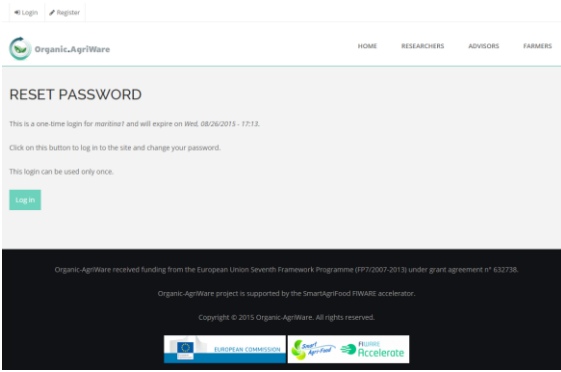 Login Register
Organic.AgriWare HOME RESEARCHERS ADVISORS FARMERS
RESET PASSWORD
This is a one-time login for maritina1 and will expire on Wed, 08/26/2015 - 17:13.
Click on this button to log in to the site and change your password.
This login can be used only once.
Log in
Organic-AgriWare received funding from the European Union Seventh Framework Programme (FP7/2007-2013) under grant agreement n° 632738.
Organic-AgriWare project is supported by the SmartAgriFood FIWARE accelerator.
Copyright © 2015 Organic-AgriWare. All rights reserved.
EUROPEAN COMMISSION
Smart
Agri-Food
FIWARE
Accelerate